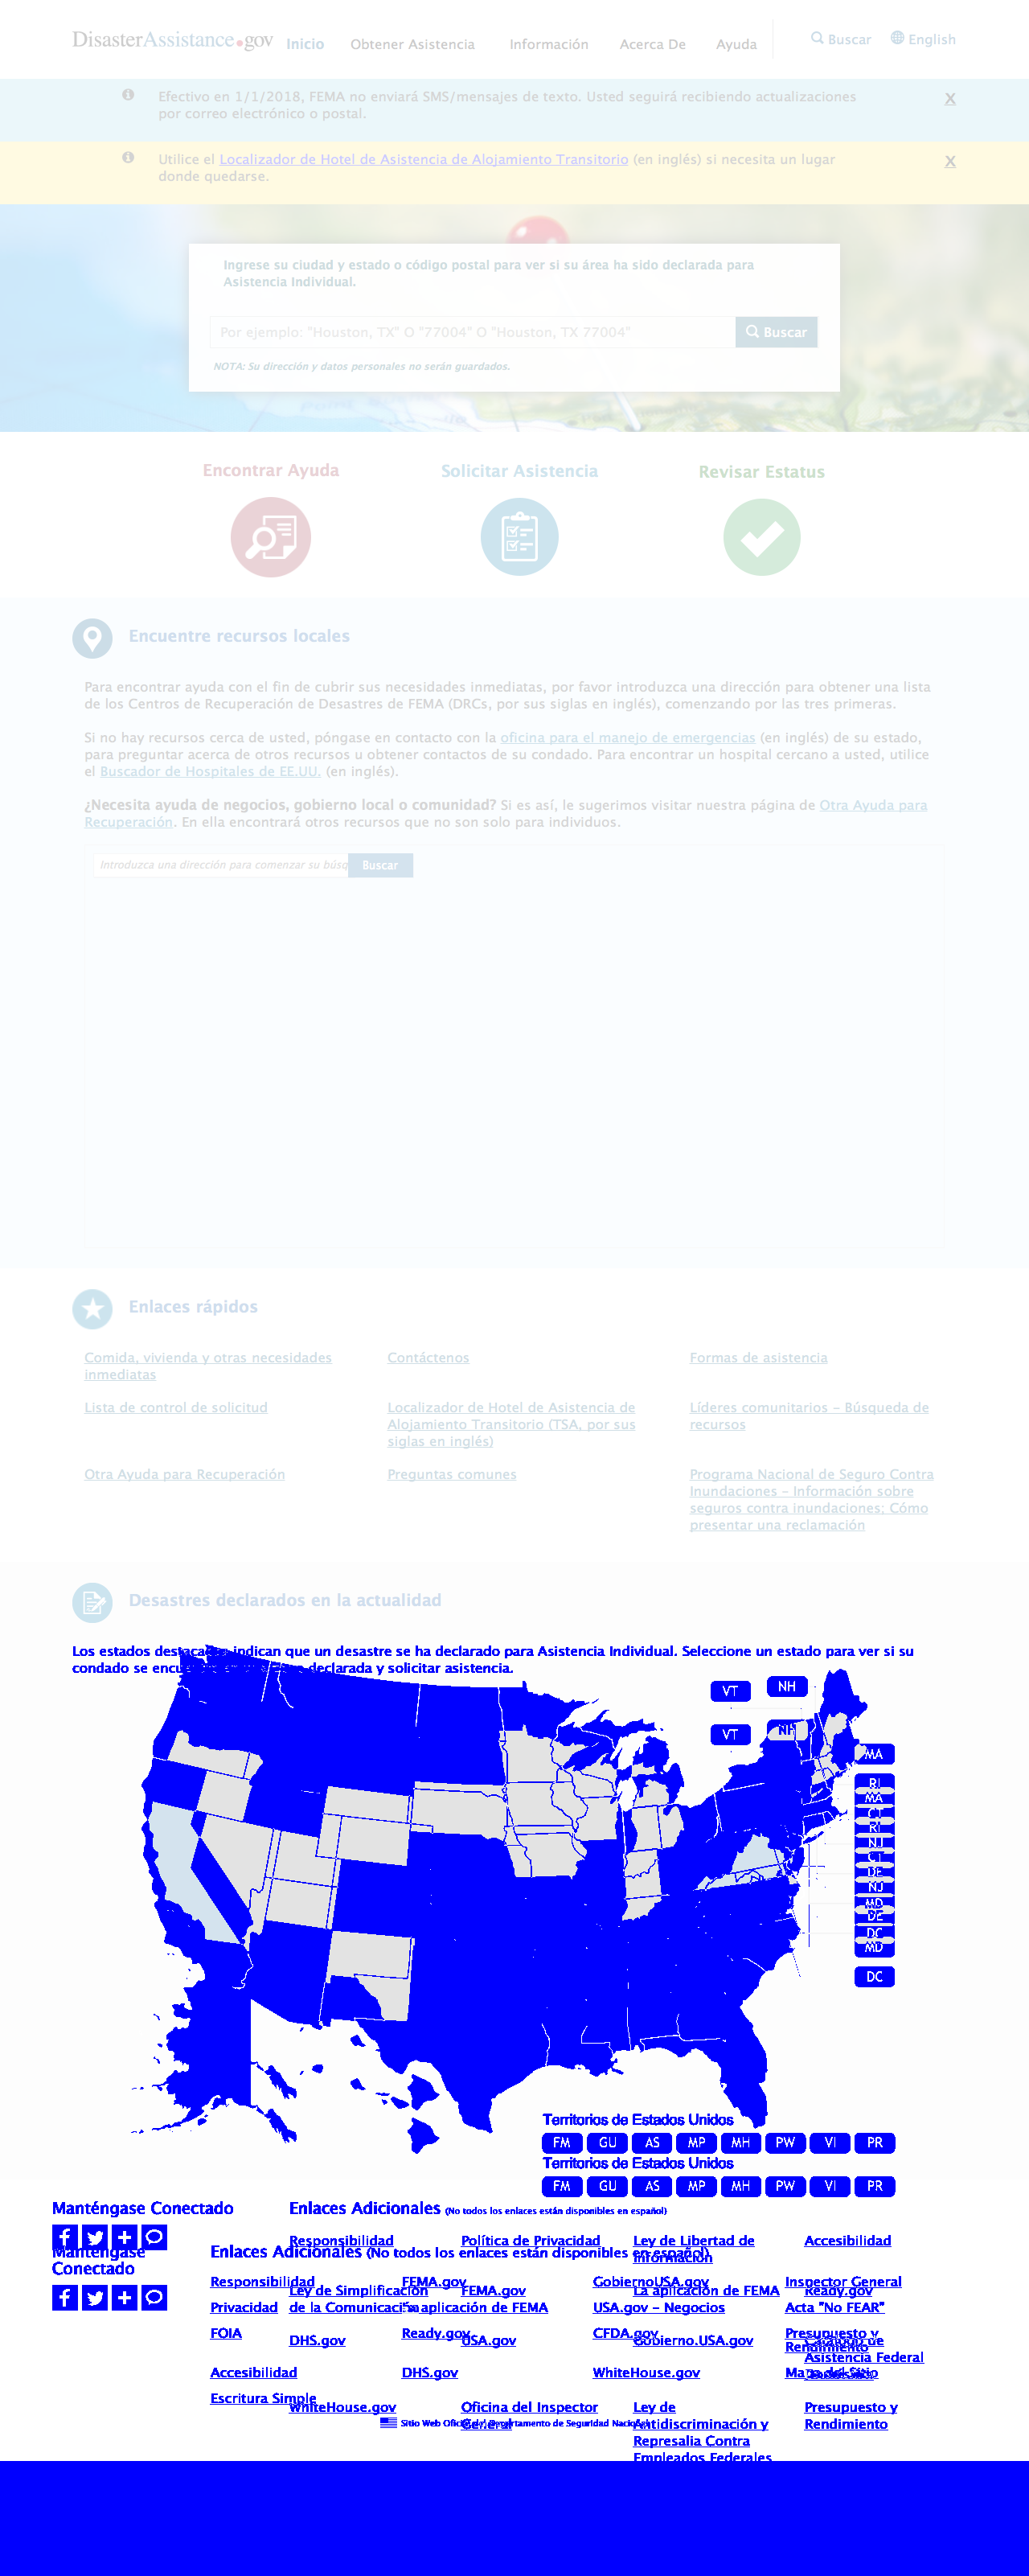 DisasterAssistance.gov Inicio Obtener Asistencia Información Acerca De Ayuda Buscar English
Efectivo en 1/1/2018, FEMA no enviará SMS/mensajes de texto. Usted seguirá recibiendo actualizaciones X
por correo electrónico o postal.
Utilice el Localizador de Hotel de Asistencia de Alojamiento Transitorio (en inglés) si necesita un lugar X
donde quedarse.
Ingrese su ciudad y estado o código postal para ver si su área ha sido declarada para
Asistencia Individual.
Por ejemplo: "Houston, TX" O "77004" O "Houston, TX 77004" Buscar
NOTA: Su dirección y datos personales no serán guardados.
Encontrar Ayuda Solicitar Asistencia Revisar Estatus
Encuentre recursos locales
Para encontrar ayuda con el fin de cubrir sus necesidades inmediatas, por favor introduzca una dirección para obtener una lista
de los Centros de Recuperación de Desastres de FEMA (DRCs, por sus siglas en inglés), comenzando por las tres primeras.
Si no hay recursos cerca de usted, póngase en contacto con la oficina para el manejo de emergencias (en inglés) de su estado,
para preguntar acerca de otros recursos u obtener contactos de su condado. Para encontrar un hospital cercano a usted, utilice
el Buscador de Hospitales de EE.UU. (en inglés).
¿Necesita ayuda de negocios, gobierno local o comunidad? Si es así, le sugerimos visitar nuestra página de Otra Ayuda para
Recuperación. En ella encontrará otros recursos que no son solo para individuos.
Introduzca una dirección para comenzar su búsq Buscar
Enlaces rápidos
Comida, vivienda y otras necesidades Contáctenos Formas de asistencia
inmediatas
Lista de control de solicitud Localizador de Hotel de Asistencia de Líderes comunitarios – Búsqueda de
Alojamiento Transitorio (TSA, por sus recursos
siglas en inglés)
Otra Ayuda para Recuperación Preguntas comunes Programa Nacional de Seguro Contra
Inundaciones – Información sobre
seguros contra inundaciones; Cómo
presentar una reclamación
Desastres declarados en la actualidad
Los estados destacados indican que un desastre se ha declarado para Asistencia Individual. Seleccione un estado para ver si su
condado se declarada y solicitar asistencia.
VT NH
VT NH
MA
RI
MA
CT
RI
NJ
CT
DE
NJ
MD
DE
DC
MD
DC
Territorios de Estados Unidos
FM GU AS MP MH PW VI PR
Territorios de Estados Unidos
FM GU AS MP MH PW VI PR
Manténgase Conectado Enlaces Adicionales (No todos los enlaces están disponibles en español)
Responsibilidad Política de Privacidad Ley de Libertad de Accesibilidad
Información
Manténgase Enlaces Adicionales (No todos los enlaces están disponibles en español)
Conectado
Responsibilidad FEMA.gov GobiernoUSA.gov Inspector General
Ley de Simplificación FEMA.gov La aplicación de FEMA Ready.gov
Privacidad de la Comunicación aplicación de FEMA USA.gov – Negocios Acta "No FEAR"
FOIA Ready.gov CFDA.gov Presupuesto y
DHS.gov USA.gov Gobierno.USA.gov Rendimiento
Asistencia Federal
Accesibilidad DHS.gov WhiteHouse.gov Mapa del Sitio
Escritura Simple
WhiteHouse.gov Oficina del Inspector Ley de Presupuesto y
General Antidiscriminación y Rendimiento
Sitio Web Oficial del Departamento de Seguridad Nacional
Represalia Contra
Empleados Federales